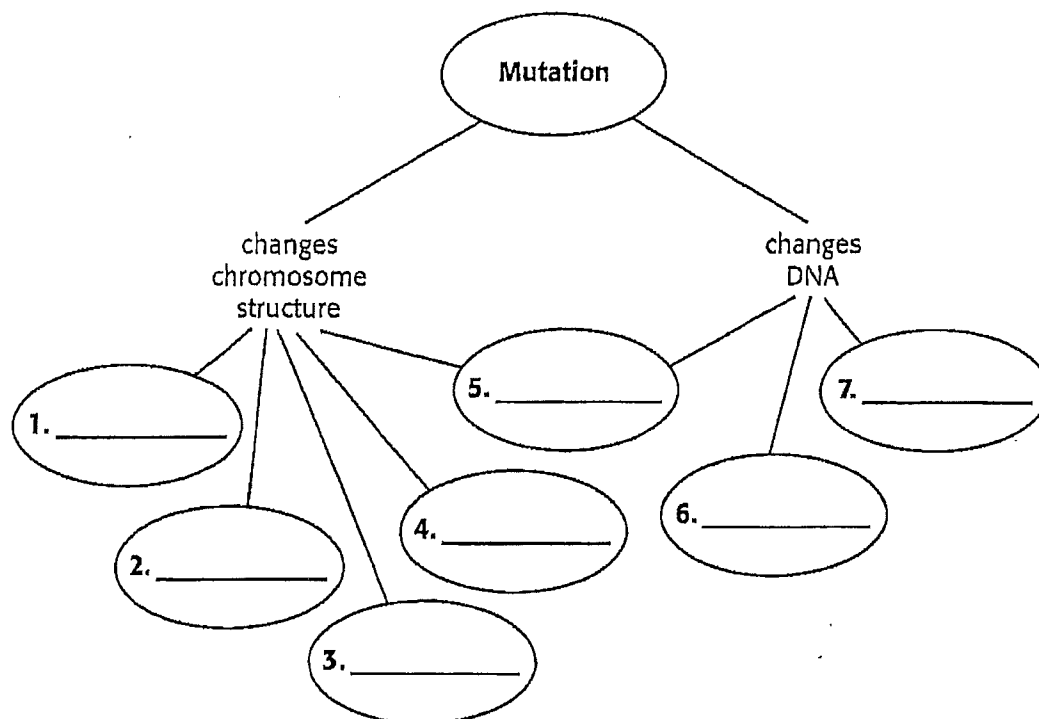 Mutation
changes
chromosome
structure
changes
DNA
1. ____________
2. ____________
3. ____________
4. ____________
5. ____________
6. ____________
7. ____________